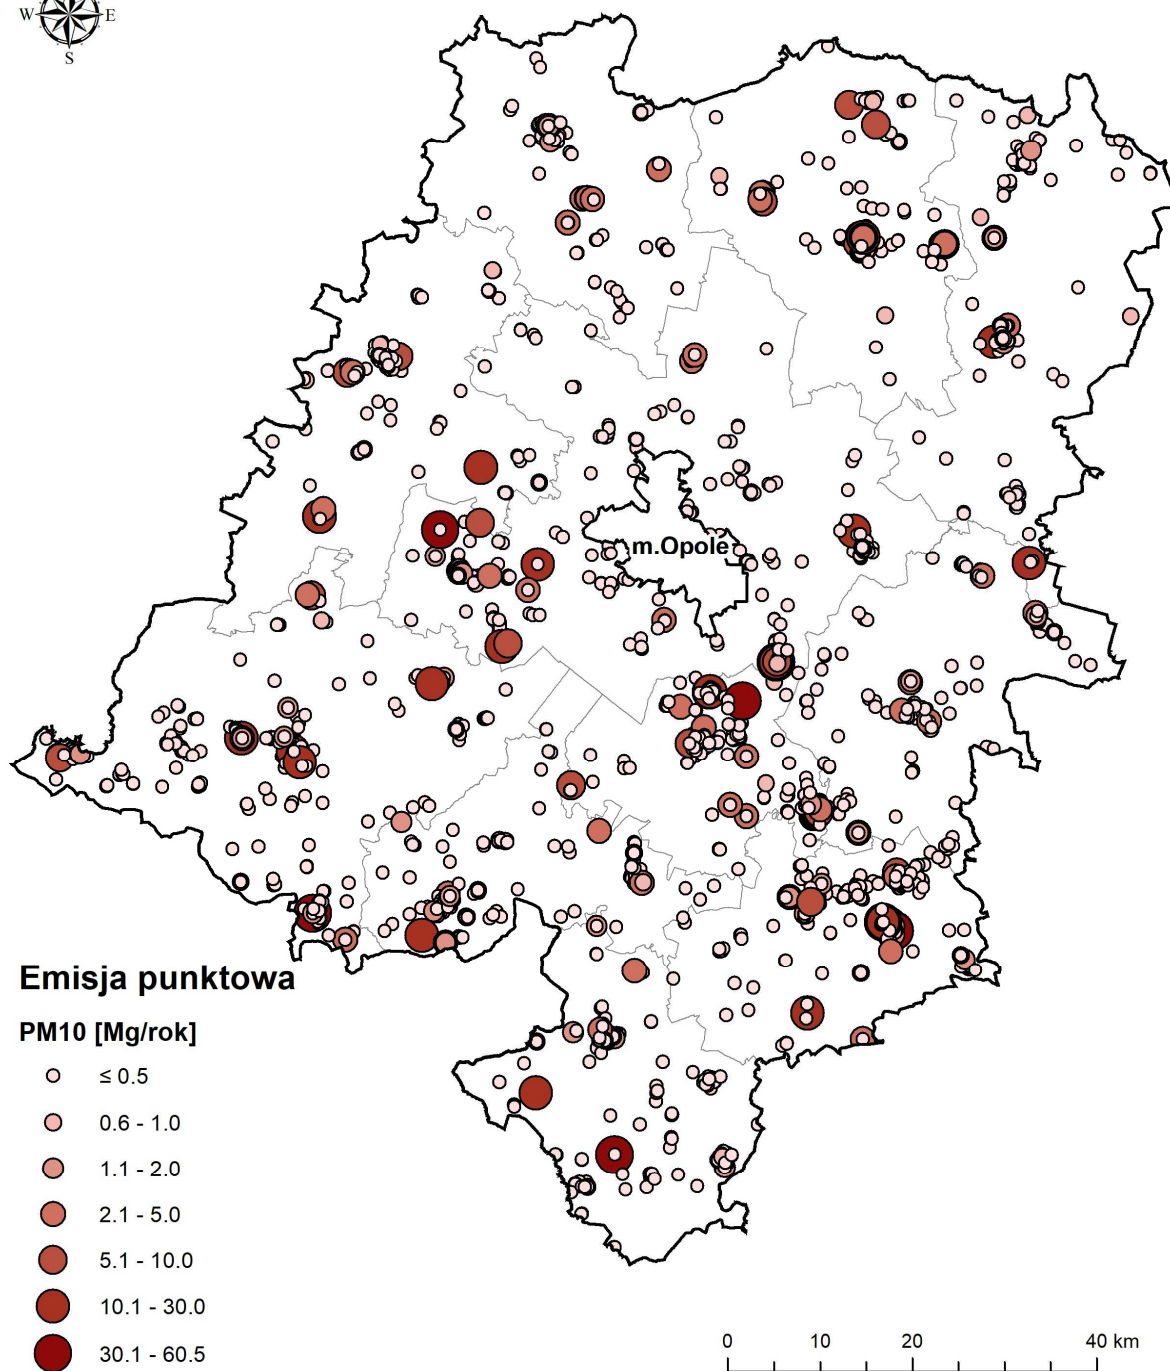 W E
S
m.Opole
Emisja punktowa
PM10 [Mg/rok]
≤ 0.5
0.6 - 1.0
1.1 - 2.0
2.1 - 5.0
5.1 - 10.0
10.1 - 30.0
30.1 - 60.5
0 10 20 40 km